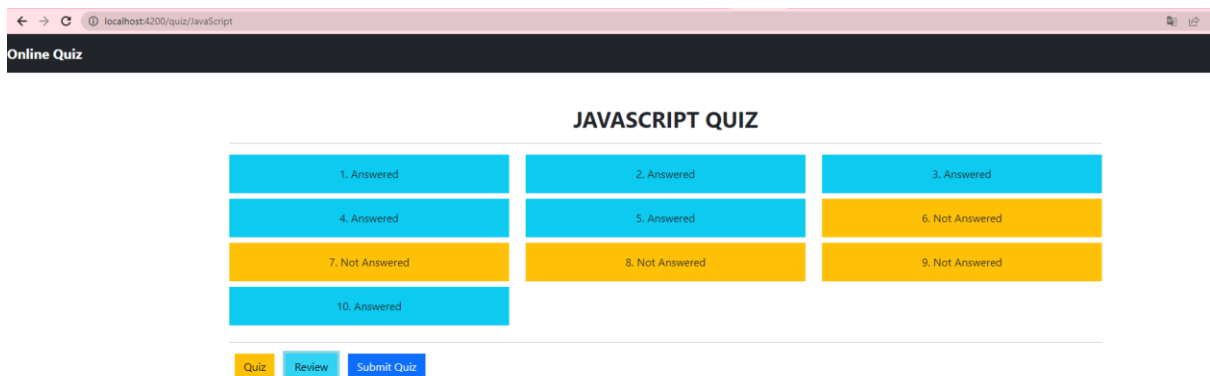 localhost:4200/quiz/JavaScript
Online Quiz
JAVASCRIPT QUIZ
1. Answered 2. Answered 3. Answered
4. Answered 5. Answered 6. Not Answered
7. Not Answered 8. Not Answered 9. Not Answered
10. Answered
Quiz Review Submit Quiz